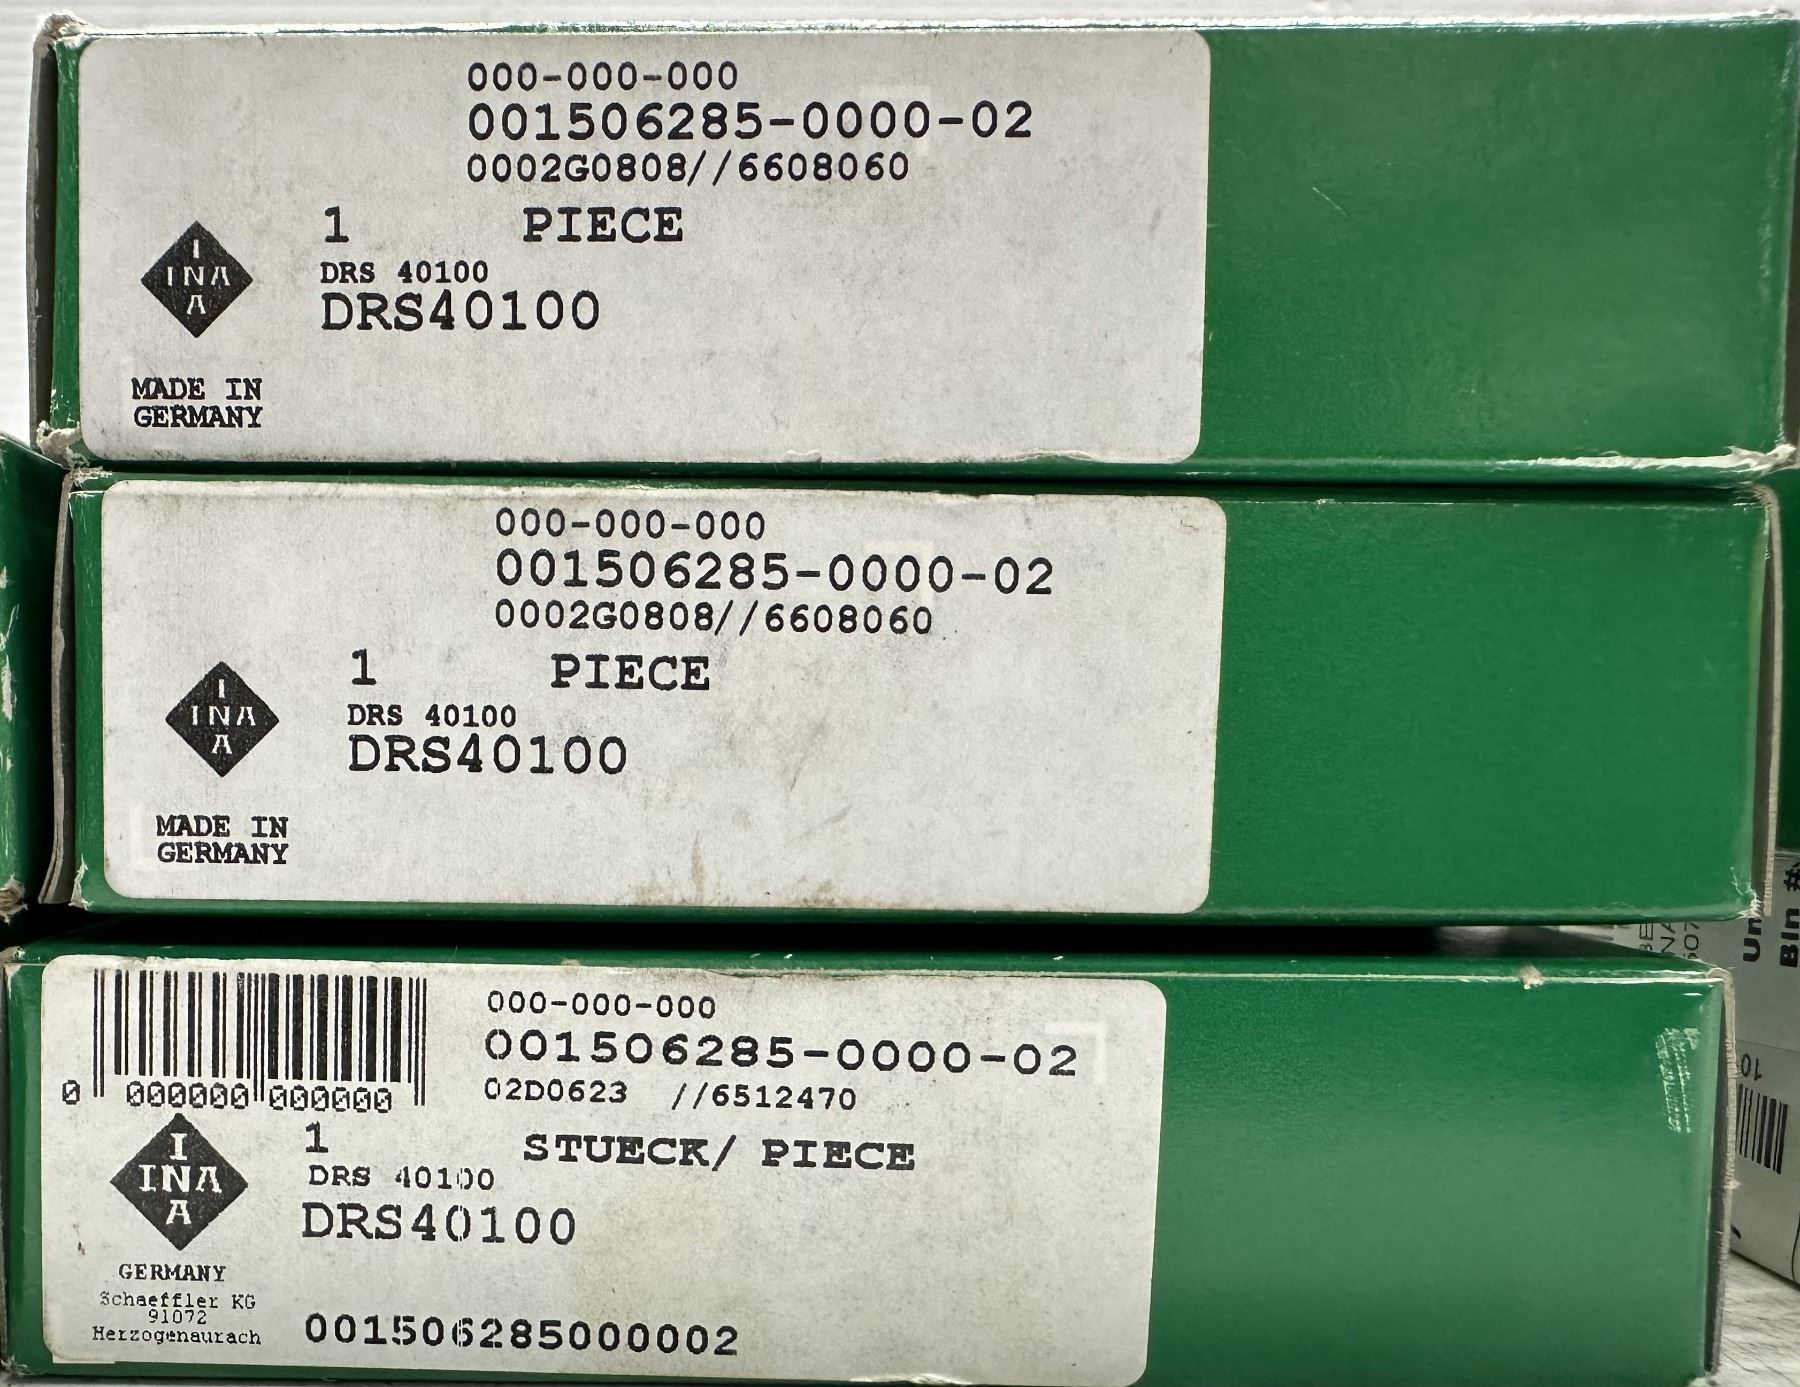 000-000-000
001506285-0000-02
0002G0808//6608060
1 PIECE
I
INA
A
DRS 40100
DRS40100
MADE IN
GERMANY
000-000-000
001506285-0000-02
0002G0808//6608060
1 PIECE
I
INA
A
DRS 40100
DRS40100
MADE IN
GERMANY
000-000-000
001506285-0000-02
02D0623 //6512470
0 000000 000000
1 STUECK/ PIECE
I
INA
A
DRS 40100
DRS40100
GERMANY
Schaeffler KG
91072
Herzogenaurach
001506285000002
Bin #
10